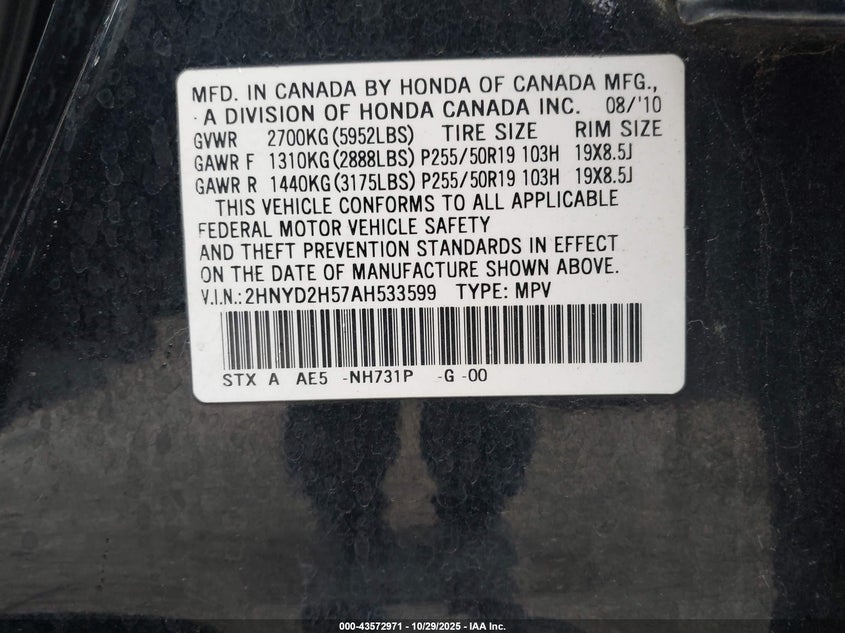 MFD. IN CANADA BY HONDA OF CANADA MFG.,
A DIVISION OF HONDA CANADA INC. 08/'10
GVWR 2700KG(5952LBS) TIRE SIZE RIM SIZE
GAWR F 1310KG(2888LBS) P255/50R19 103H 19X8.5J
GAWR R 1440KG(3175LBS) P255/50R19 103H 19X8.5J
THIS VEHICLE CONFORMS TO ALL APPLICABLE
FEDERAL MOTOR VEHICLE SAFETY
AND THEFT PREVENTION STANDARDS IN EFFECT
ON THE DATE OF MANUFACTURE SHOWN ABOVE.
V.I.N.: 2HNYD2H57AH533599 TYPE: MPV
STX A AE5 -NH731P -G -00
000-43572971 | 10/29/2025 - IAA Inc.